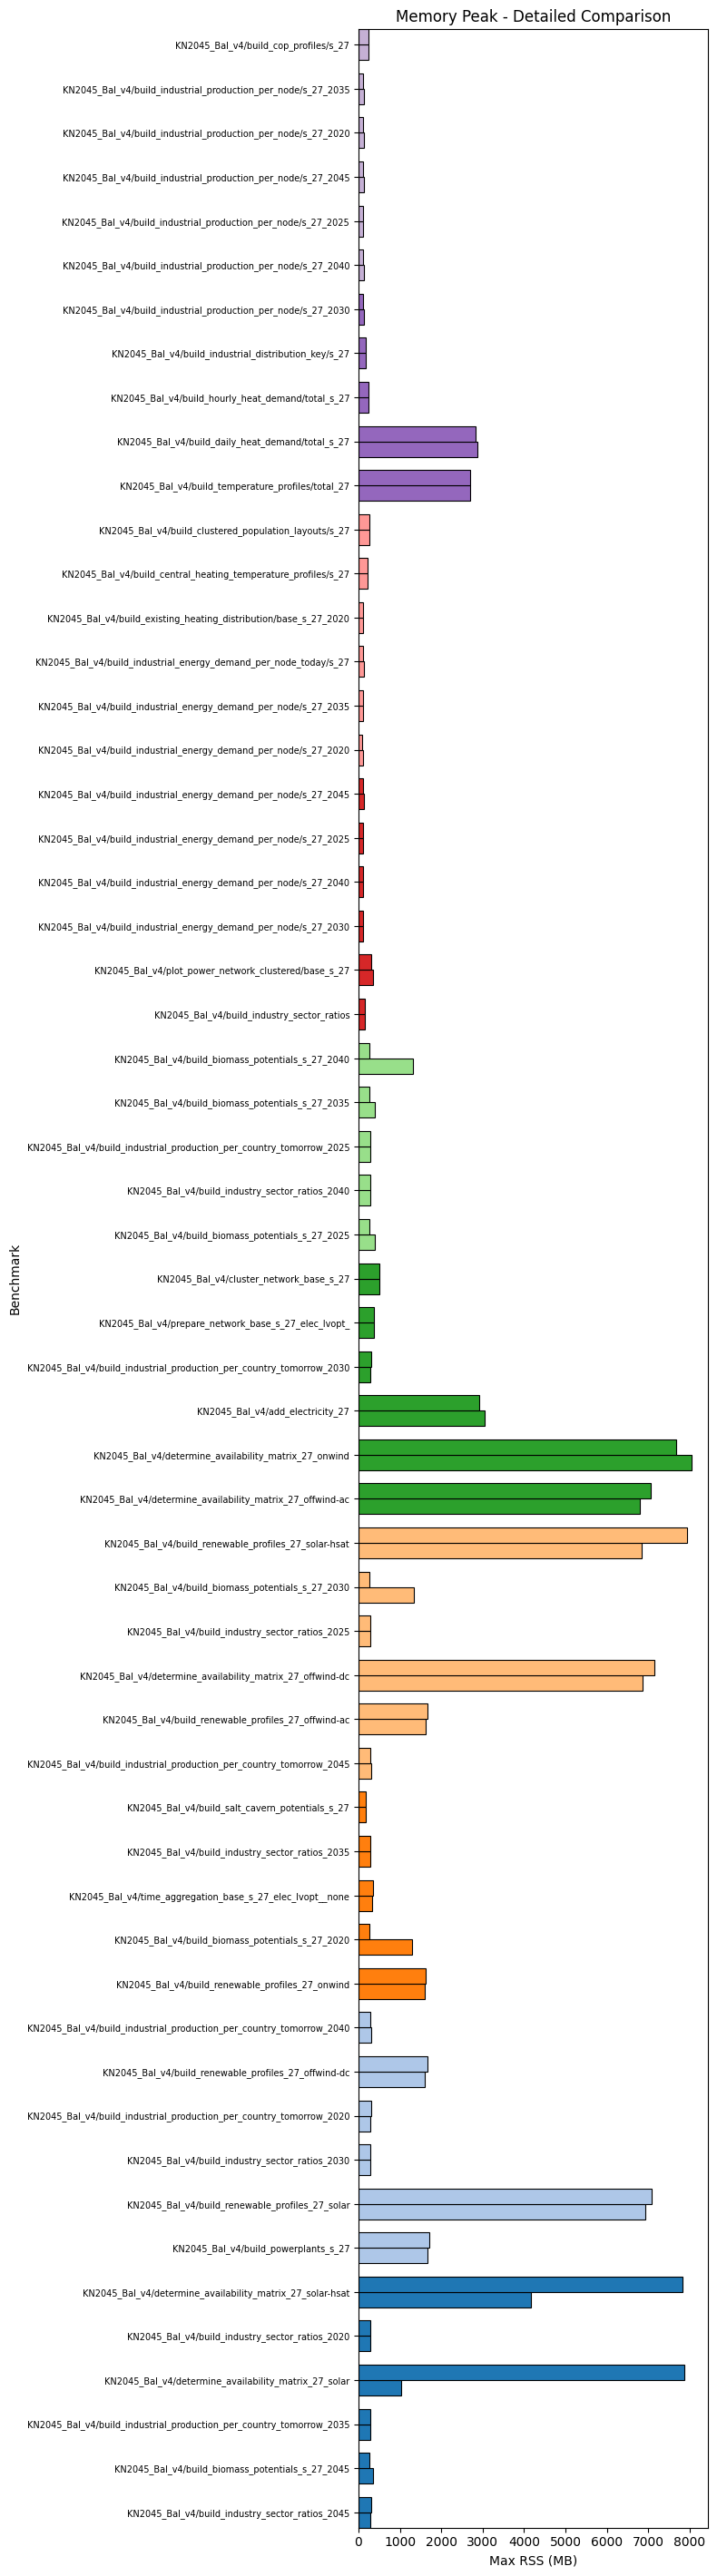 Memory Peak - Detailed Comparison
KN2045_Bal_v4/build_cop_profiles/s_27
KN2045_Bal_v4/build_industrial_production_per_node/s_27_2035
KN2045_Bal_v4/build_industrial_production_per_node/s_27_2020
KN2045_Bal_v4/build_industrial_production_per_node/s_27_2045
KN2045_Bal_v4/build_industrial_production_per_node/s_27_2025
KN2045_Bal_v4/build_industrial_production_per_node/s_27_2040
KN2045_Bal_v4/build_industrial_production_per_node/s_27_2030
KN2045_Bal_v4/build_industrial_distribution_key/s_27
KN2045_Bal_v4/build_hourly_heat_demand/total_s_27
KN2045_Bal_v4/build_daily_heat_demand/total_s_27
KN2045_Bal_v4/build_temperature_profiles/total_27
KN2045_Bal_v4/build_clustered_population_layouts/s_27
KN2045_Bal_v4/build_central_heating_temperature_profiles/s_27
KN2045_Bal_v4/build_existing_heating_distribution/base_s_27_2020
KN2045_Bal_v4/build_industrial_energy_demand_per_node_today/s_27
KN2045_Bal_v4/build_industrial_energy_demand_per_node/s_27_2035
KN2045_Bal_v4/build_industrial_energy_demand_per_node/s_27_2020
KN2045_Bal_v4/build_industrial_energy_demand_per_node/s_27_2045
KN2045_Bal_v4/build_industrial_energy_demand_per_node/s_27_2025
KN2045_Bal_v4/build_industrial_energy_demand_per_node/s_27_2040
KN2045_Bal_v4/build_industrial_energy_demand_per_node/s_27_2030
KN2045_Bal_v4/plot_power_network_clustered/base_s_27
KN2045_Bal_v4/build_industry_sector_ratios
KN2045_Bal_v4/build_biomass_potentials_s_27_2040
KN2045_Bal_v4/build_biomass_potentials_s_27_2035
KN2045_Bal_v4/build_industrial_production_per_country_tomorrow_2025
KN2045_Bal_v4/build_industry_sector_ratios_2040
KN2045_Bal_v4/build_biomass_potentials_s_27_2025
KN2045_Bal_v4/cluster_network_base_s_27
KN2045_Bal_v4/prepare_network_base_s_27_elec_lvopt_
KN2045_Bal_v4/build_industrial_production_per_country_tomorrow_2030
KN2045_Bal_v4/add_electricity_27
KN2045_Bal_v4/determine_availability_matrix_27_onwind
KN2045_Bal_v4/determine_availability_matrix_27_offwind-ac
KN2045_Bal_v4/build_renewable_profiles_27_solar-hsat
KN2045_Bal_v4/build_biomass_potentials_s_27_2030
KN2045_Bal_v4/build_industry_sector_ratios_2025
KN2045_Bal_v4/determine_availability_matrix_27_offwind-dc
KN2045_Bal_v4/build_renewable_profiles_27_offwind-ac
KN2045_Bal_v4/build_industrial_production_per_country_tomorrow_2045
KN2045_Bal_v4/build_salt_cavern_potentials_s_27
KN2045_Bal_v4/build_industry_sector_ratios_2035
KN2045_Bal_v4/time_aggregation_base_s_27_elec_lvopt__none
KN2045_Bal_v4/build_biomass_potentials_s_27_2020
KN2045_Bal_v4/build_renewable_profiles_27_onwind
KN2045_Bal_v4/build_industrial_production_per_country_tomorrow_2040
KN2045_Bal_v4/build_renewable_profiles_27_offwind-dc
KN2045_Bal_v4/build_industrial_production_per_country_tomorrow_2020
KN2045_Bal_v4/build_industry_sector_ratios_2030
KN2045_Bal_v4/build_renewable_profiles_27_solar
KN2045_Bal_v4/build_powerplants_s_27
KN2045_Bal_v4/determine_availability_matrix_27_solar-hsat
KN2045_Bal_v4/build_industry_sector_ratios_2020
KN2045_Bal_v4/determine_availability_matrix_27_solar
KN2045_Bal_v4/build_industrial_production_per_country_tomorrow_2035
KN2045_Bal_v4/build_biomass_potentials_s_27_2045
KN2045_Bal_v4/build_industry_sector_ratios_2045
Benchmark
0 1000 2000 3000 4000 5000 6000 7000 8000
Max RSS (MB)